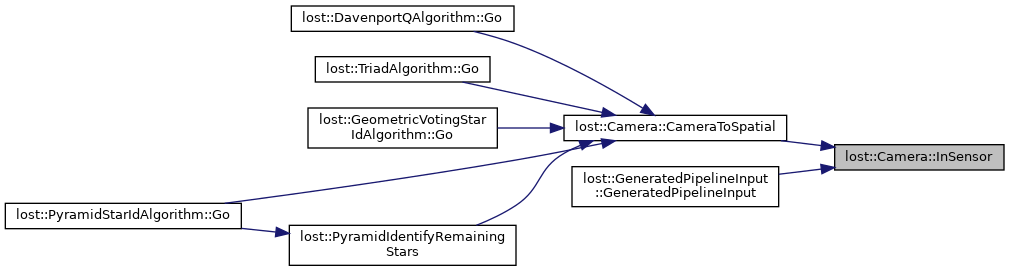 lost::DavenportQAlgorithm::Go
lost::TriadAlgorithm::Go
lost::GeometricVotingStar
IdAlgorithm::Go
lost::Camera::CameraToSpatial
lost::Camera::InSensor
lost::GeneratedPipelineInput
::GeneratedPipelineInput
lost::PyramidStarIdAlgorithm::Go
lost::PyramidIdentifyRemaining
Stars